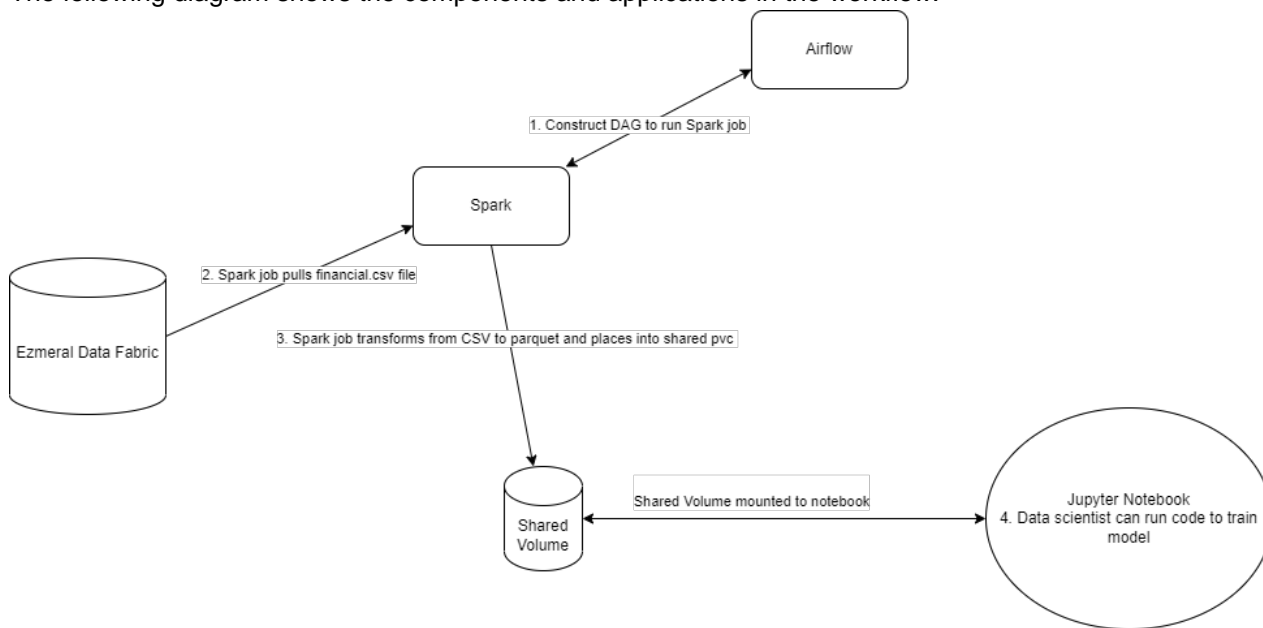 The following diagram shows the components and applications in the workflow:
Airflow
1. Construct DAG to run Spark job
Spark
2. Spark job pulls financial.csv file
Ezmeral Data Fabric
3. Spark job transforms from CSV to parquet and places into shared pvc
Shared Volume mounted to notebook
Shared
Volume
Jupyter Notebook
4. Data scientist can run code to train
model